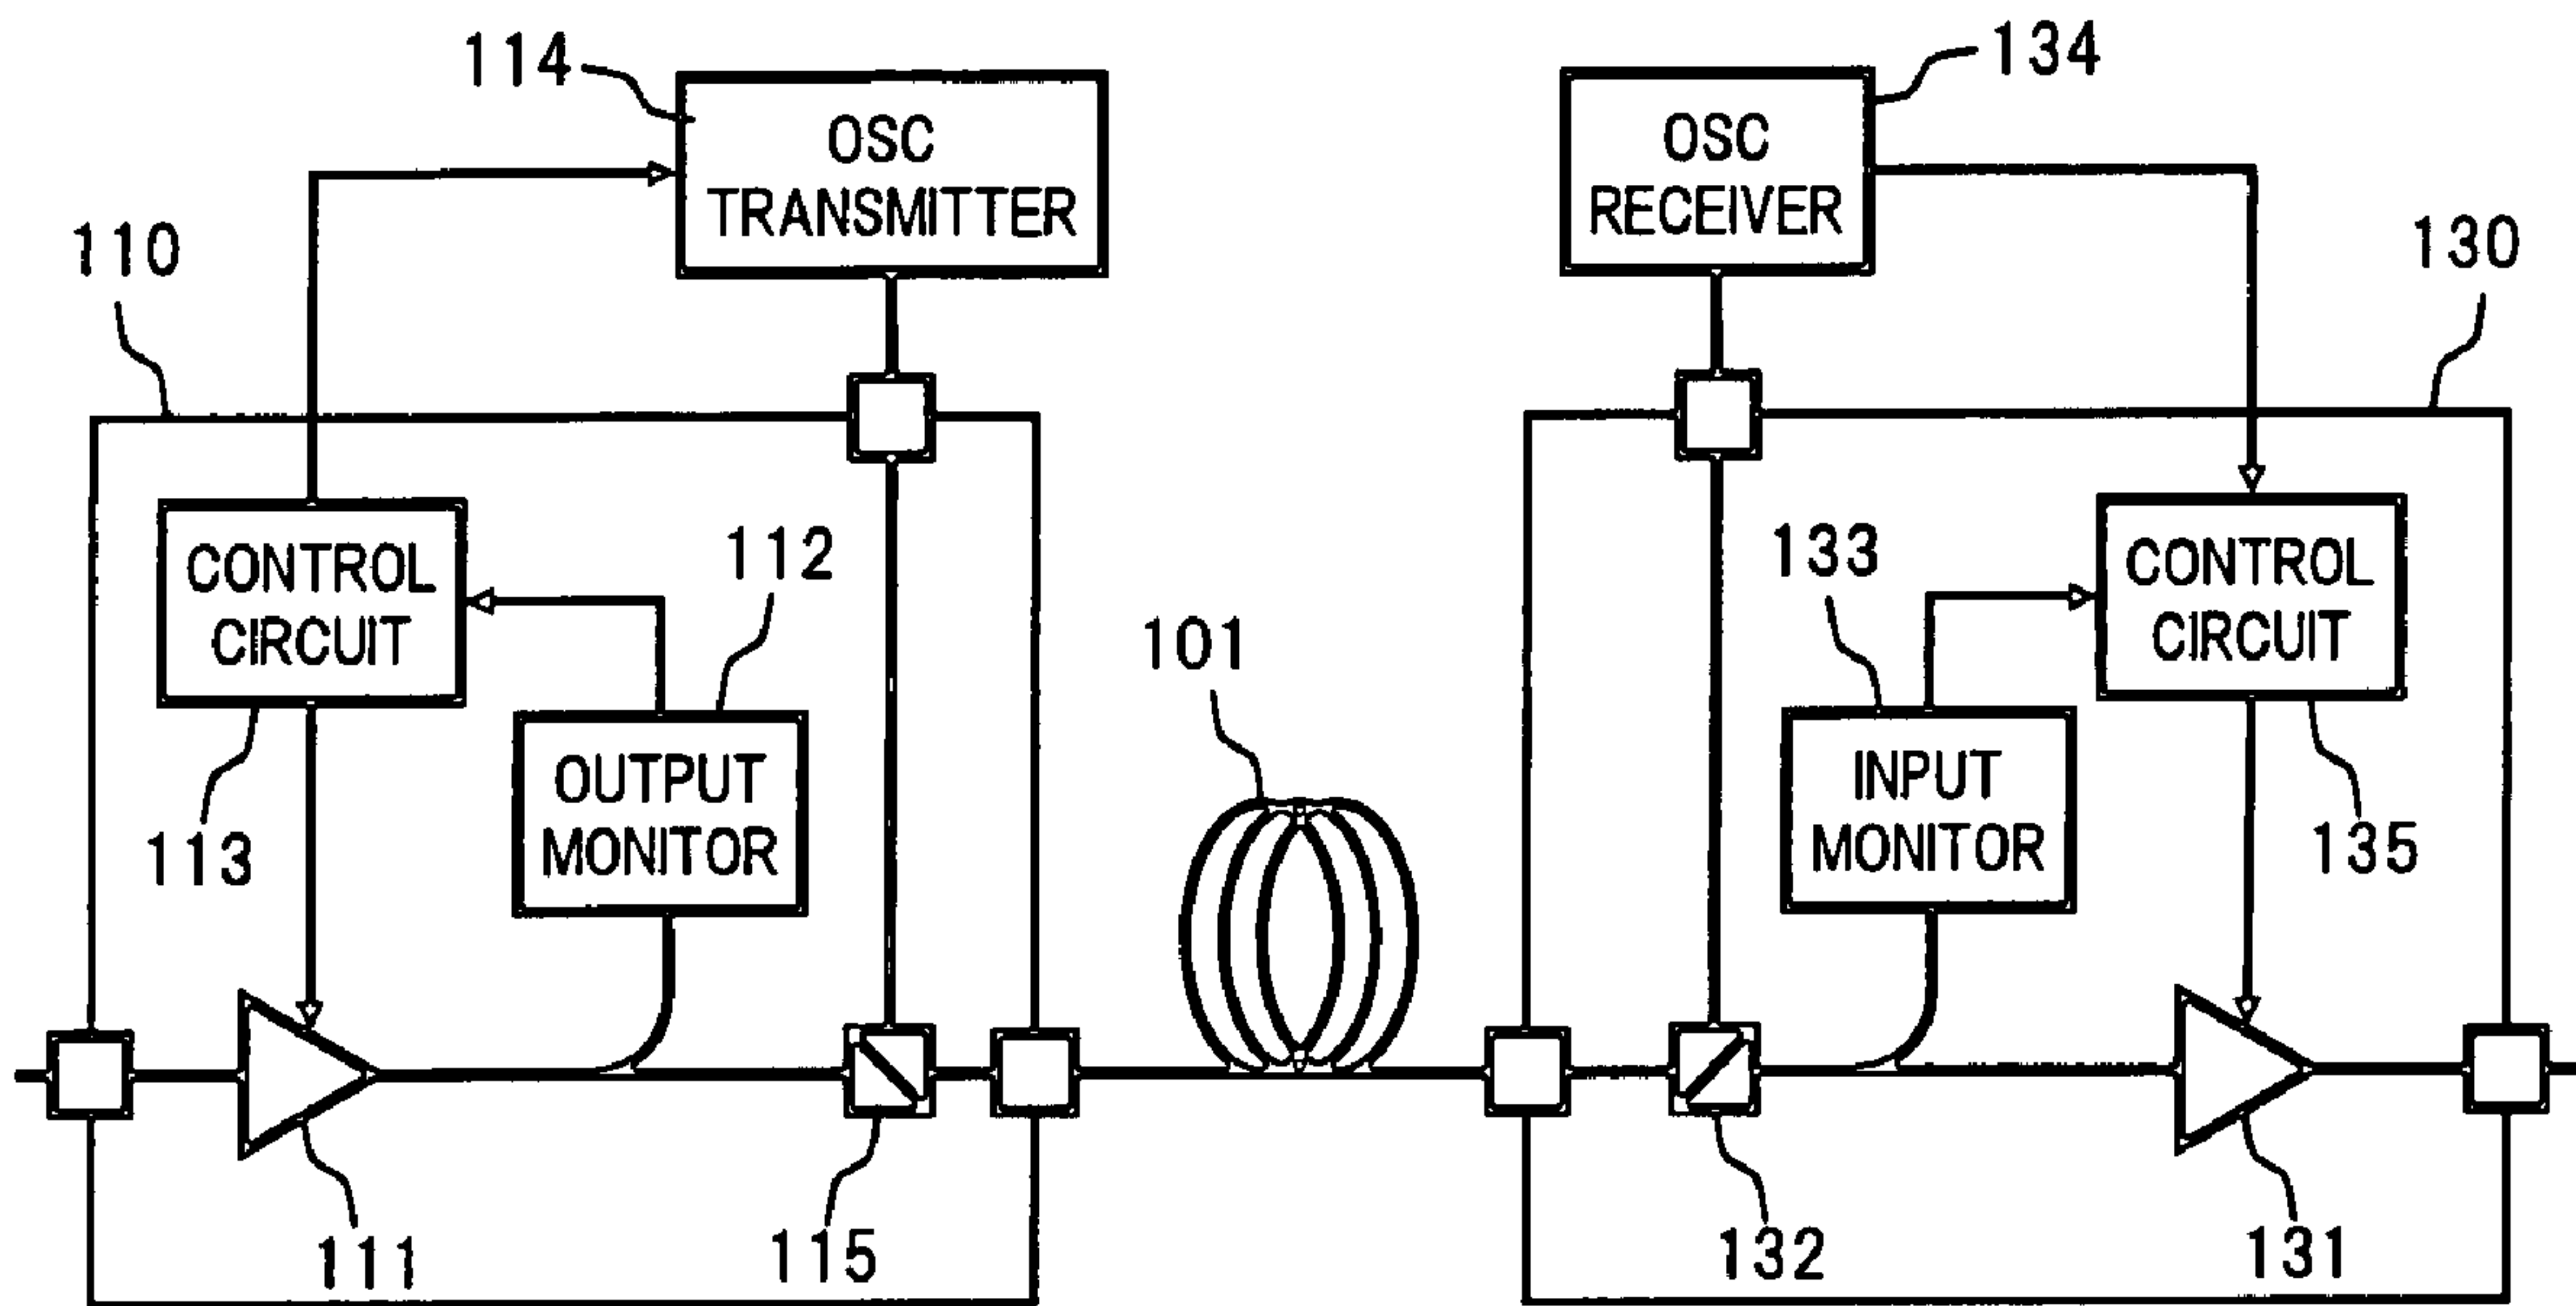 114
OSC
TRANSMITTER
OSC
RECEIVER
134
110
130
CONTROL
CIRCUIT
112
OUTPUT
MONITOR
113
101
133
INPUT
MONITOR
CONTROL
CIRCUIT
135
111
115
132
131